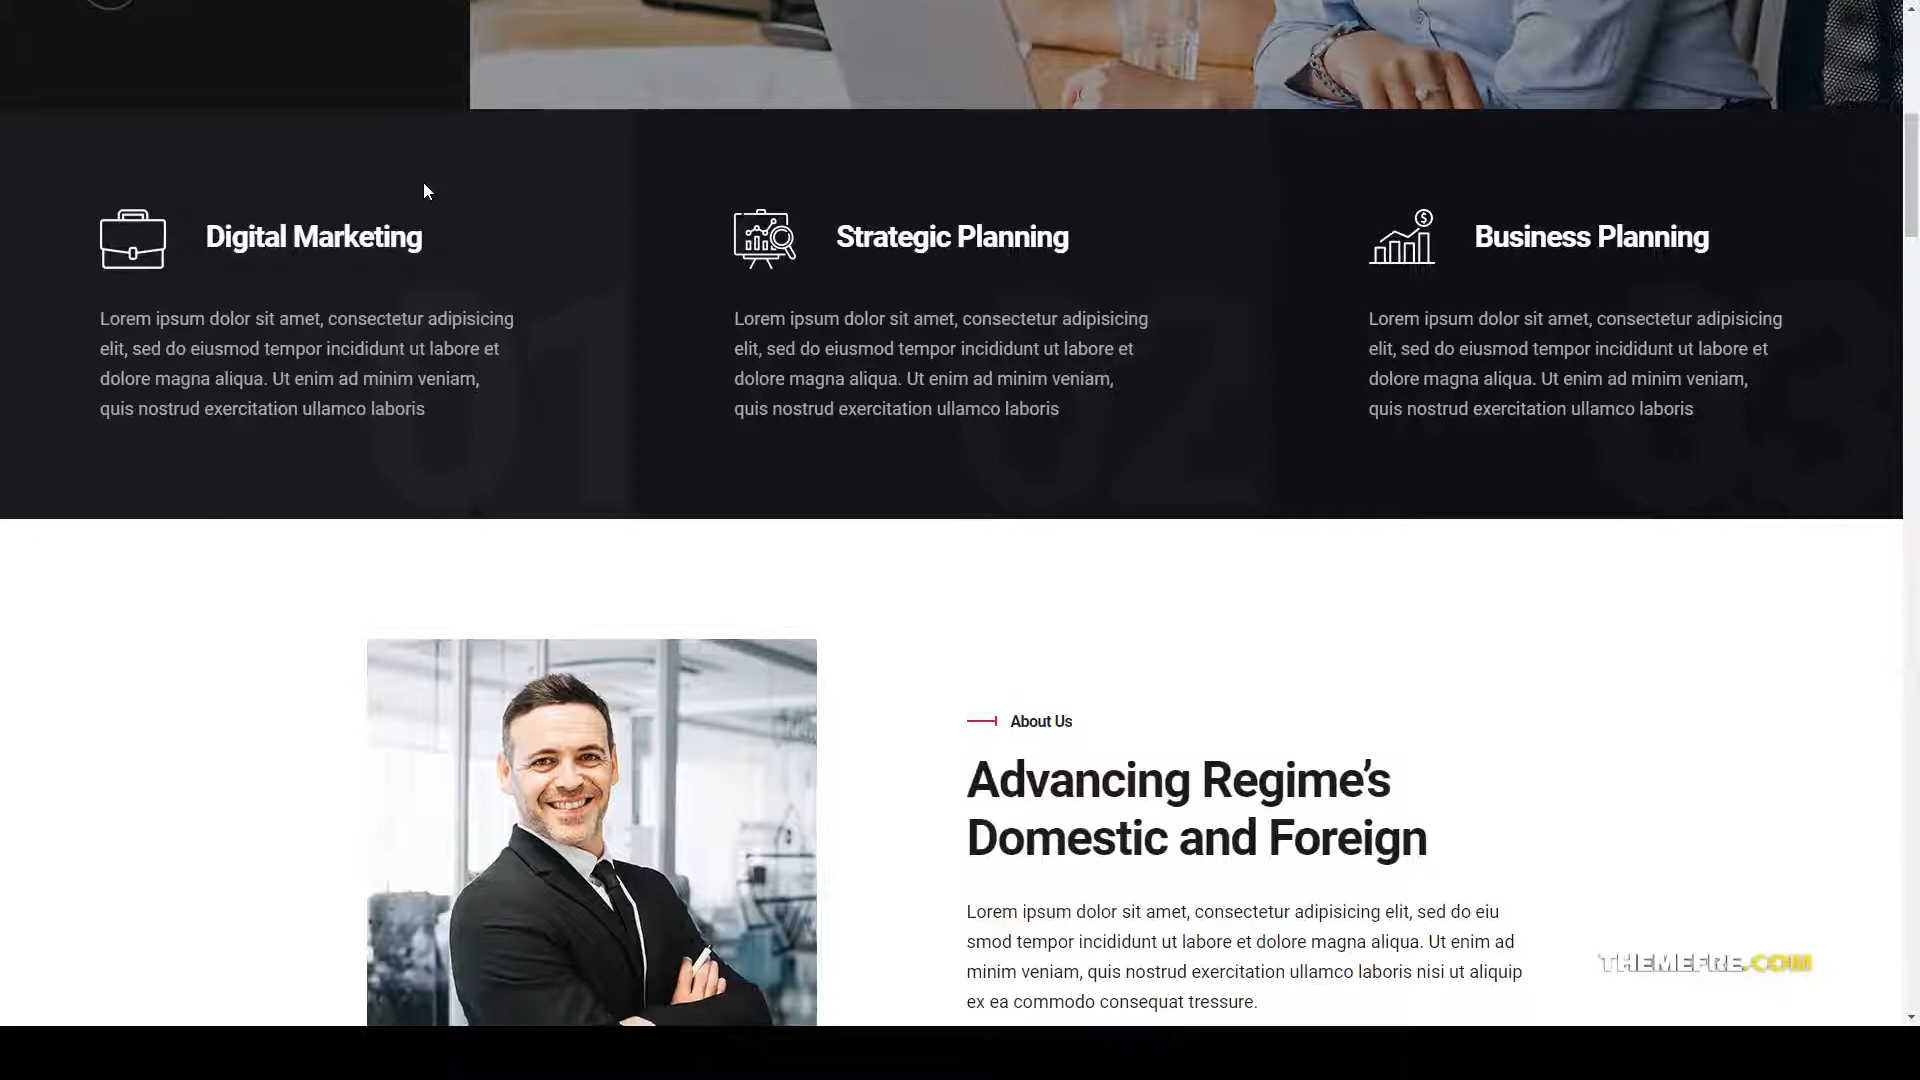 Digital Marketing
Lorem ipsum dolor sit amet, consectetur adipisicing
elit, sed do eiusmod tempor incididunt ut labore et
dolore magna aliqua. Ut enim ad minim veniam,
quis nostrud exercitation ullamco laboris
01
Strategic Planning
Lorem ipsum dolor sit amet, consectetur adipisicing
elit, sed do eiusmod tempor incididunt ut labore et
dolore magna aliqua. Ut enim ad minim veniam,
quis nostrud exercitation ullamco laboris
02
Business Planning
Lorem ipsum dolor sit amet, consectetur adipisicing
elit, sed do eiusmod tempor incididunt ut labore et
dolore magna aliqua. Ut enim ad minim veniam,
quis nostrud exercitation ullamco laboris
03
About Us
Advancing Regime’s
Domestic and Foreign
Lorem ipsum dolor sit amet, consectetur adipisicing elit, sed do eiu
smod tempor incididunt ut labore et dolore magna aliqua. Ut enim ad
minim veniam, quis nostrud exercitation ullamco laboris nisi ut aliquip
ex ea commodo consequat tressure.
THEMEFRE.COM